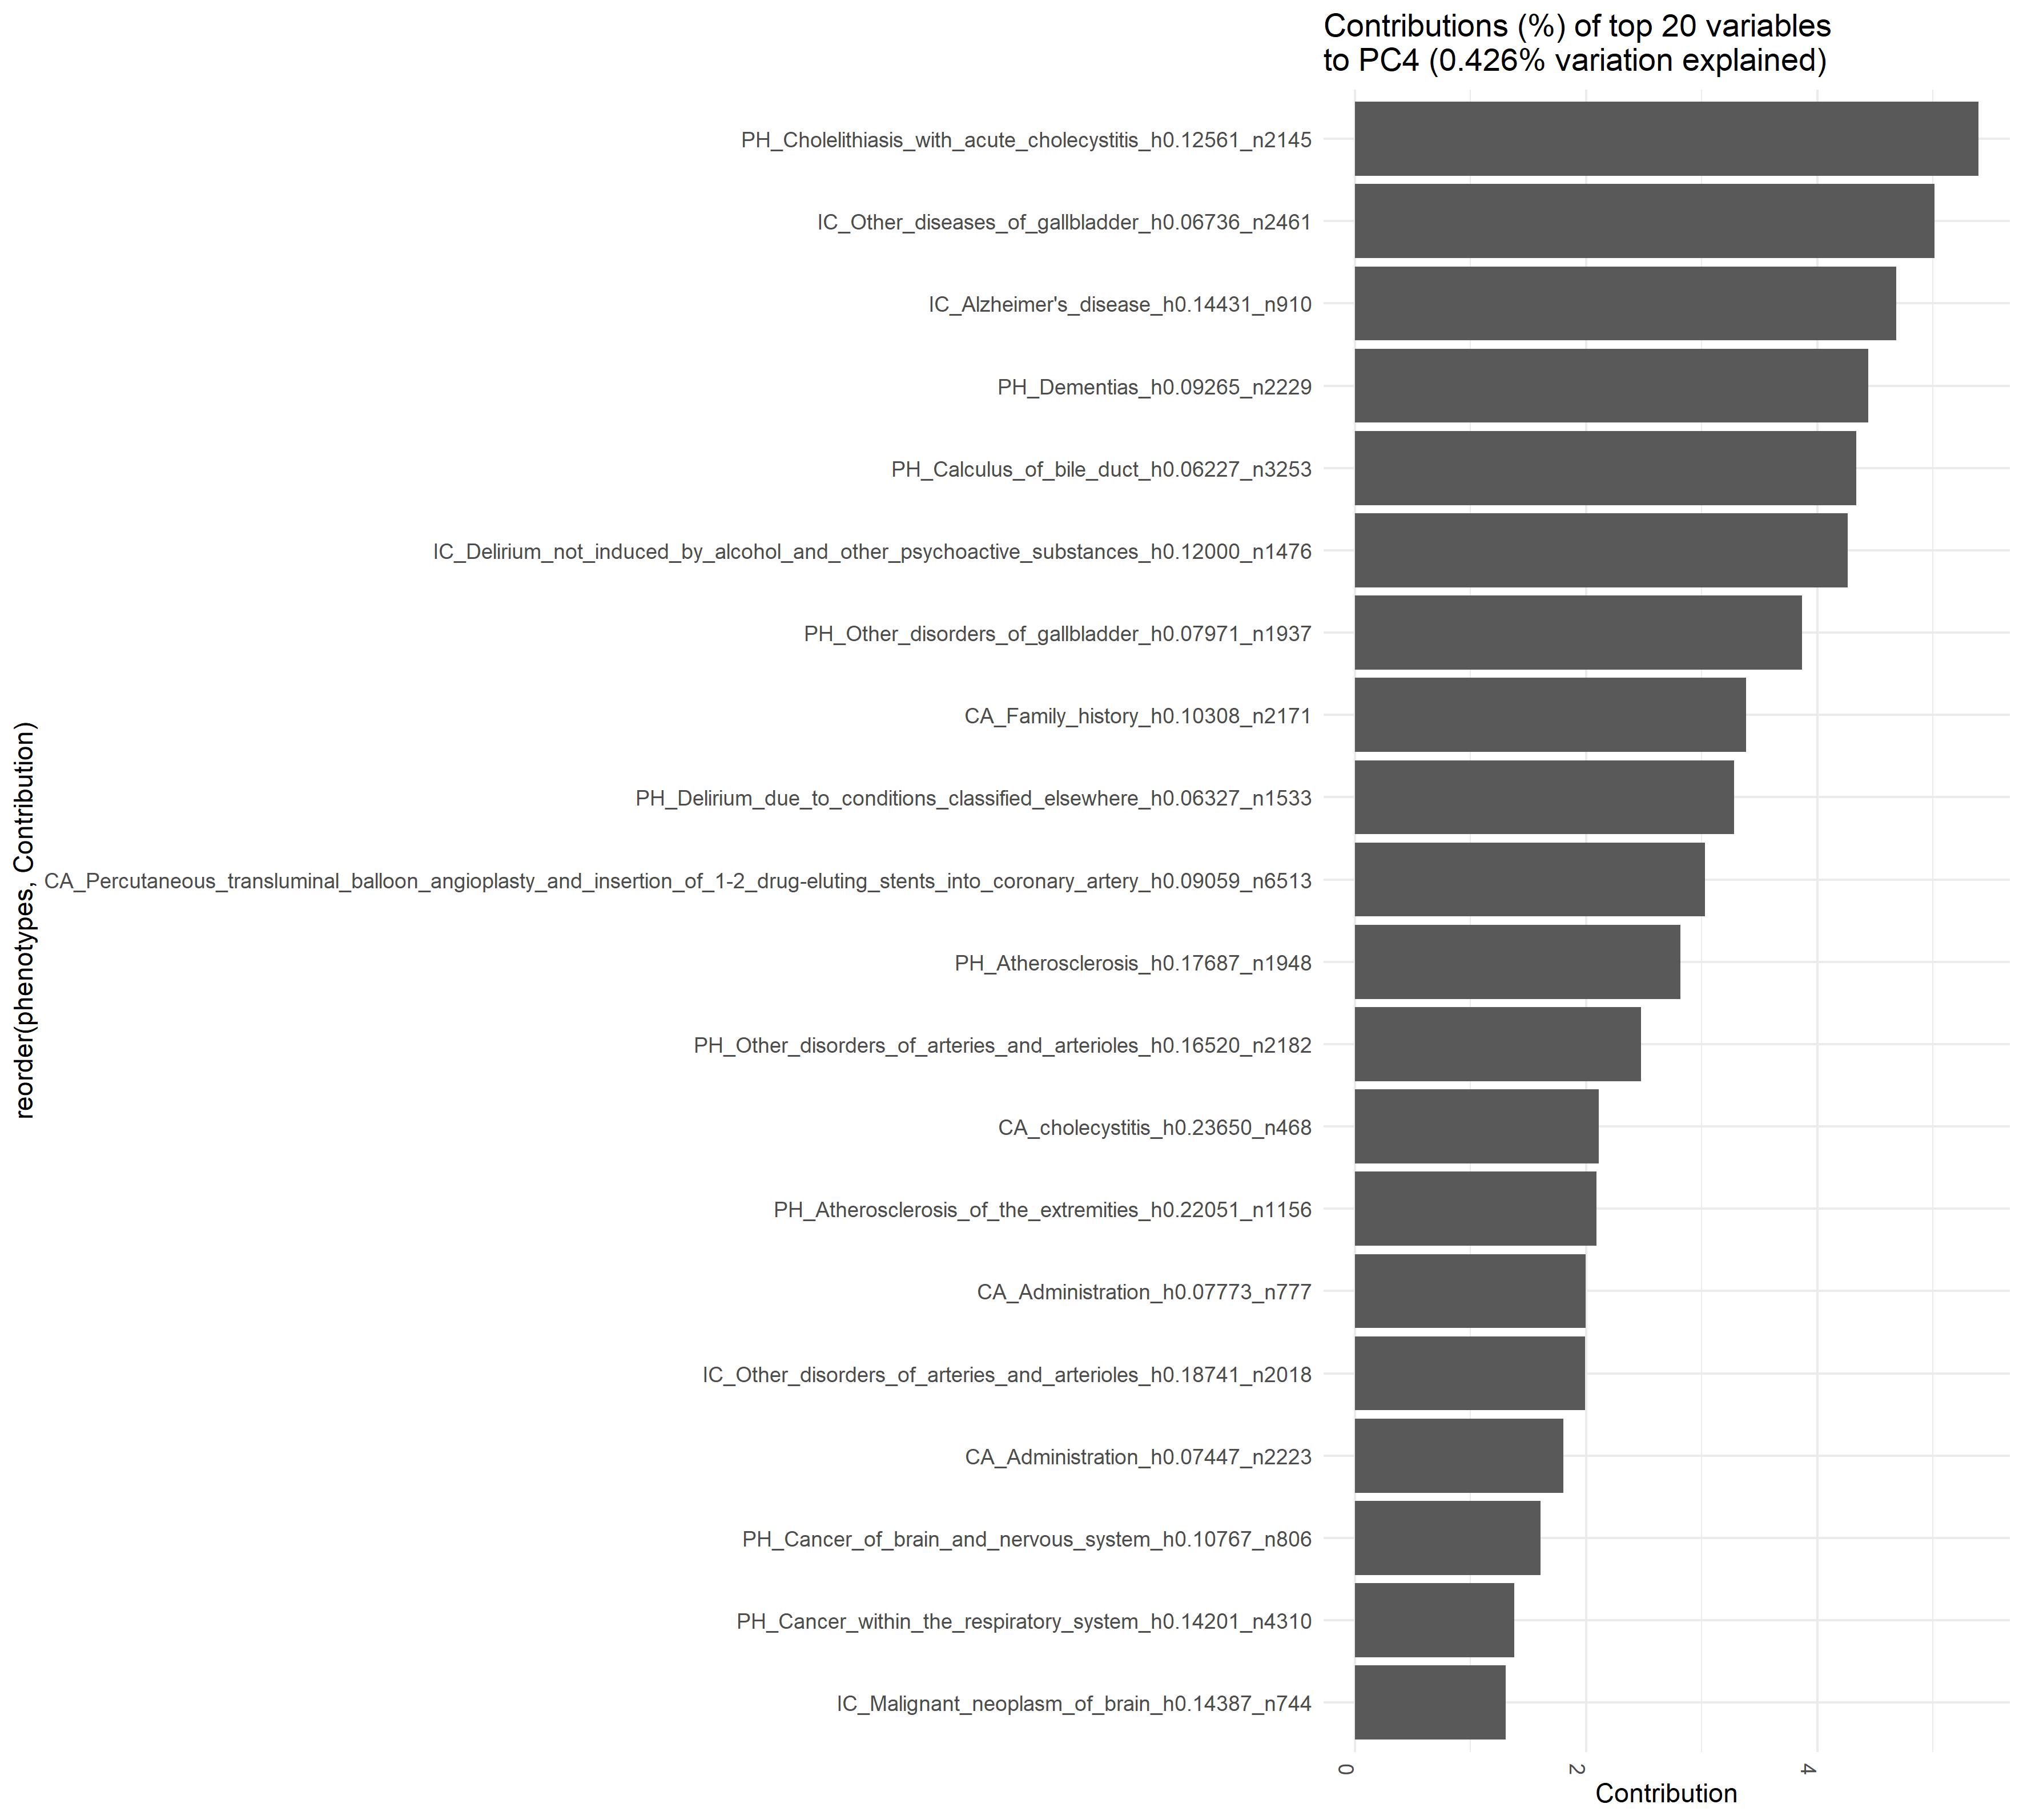 Contributions (%) of top 20 variables
to PC4 (0.426% variation explained)
PH_Cholelithiasis_with_acute_cholecystitis_h0.12561_n2145
IC_Other_diseases_of_gallbladder_h0.06736_n2461
IC_Alzheimer's_disease_h0.14431_n910
PH_Dementias_h0.09265_n2229
PH_Calculus_of_bile_duct_h0.06227_n3253
IC_Delirium_not_induced_by_alcohol_and_other_psychoactive_substances_h0.12000_n1476
PH_Other_disorders_of_gallbladder_h0.07971_n1937
CA_Family_history_h0.10308_n2171
PH_Delirium_due_to_conditions_classified_elsewhere_h0.06327_n1533
CA_Percutaneous_transluminal_balloon_angioplasty_and_insertion_of_1-2_drug-eluting_stents_into_coronary_artery_h0.09059_n6513
PH_Atherosclerosis_h0.17687_n1948
PH_Other_disorders_of_arteries_and_arterioles_h0.16520_n2182
CA_cholecystitis_h0.23650_n468
PH_Atherosclerosis_of_the_extremities_h0.22051_n1156
CA_Administration_h0.07773_n777
IC_Other_disorders_of_arteries_and_arterioles_h0.18741_n2018
CA_Administration_h0.07447_n2223
PH_Cancer_of_brain_and_nervous_system_h0.10767_n806
PH_Cancer_within_the_respiratory_system_h0.14201_n4310
IC_Malignant_neoplasm_of_brain_h0.14387_n744
reorder(phenotypes, Contribution)
0 2 4
Contribution